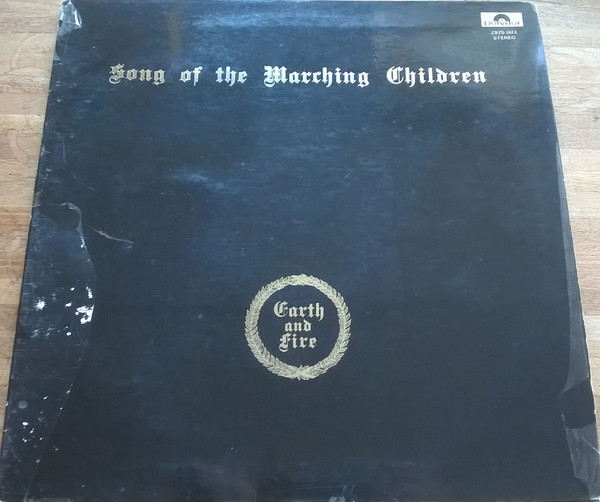 Polydor
2925 003
STEREO
Song of the Marching Children
Earth
and
Fire